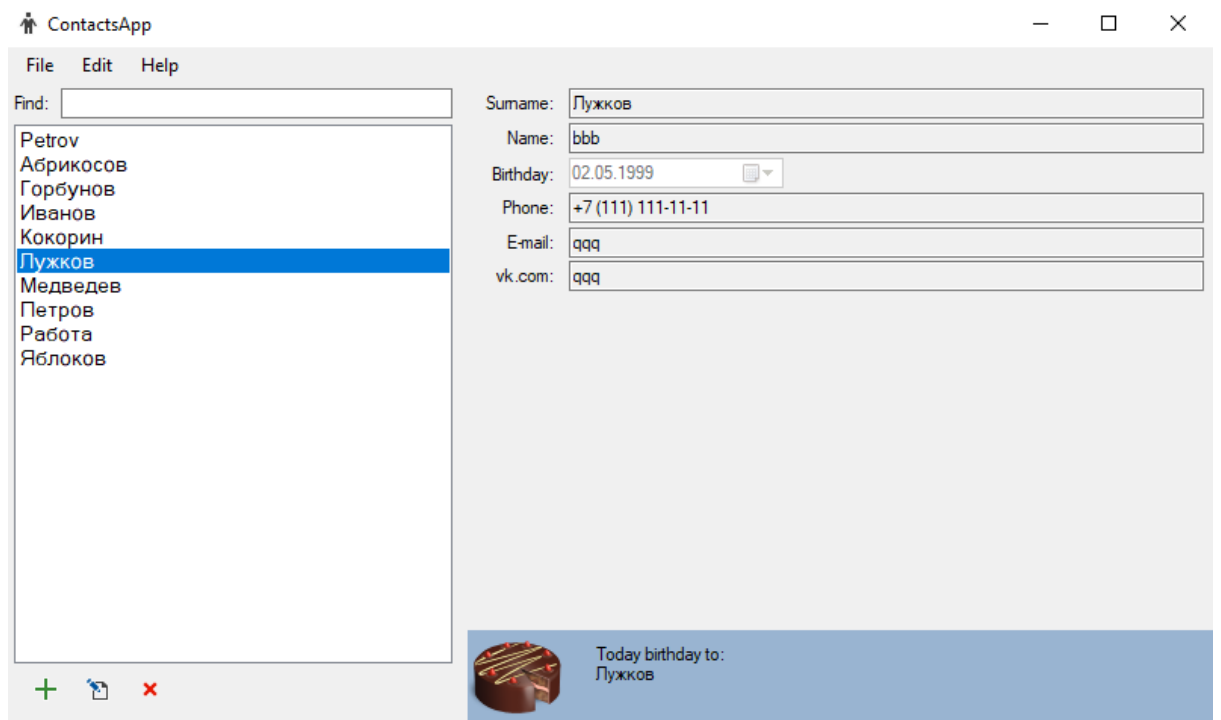 ContactsApp
File Edit Help
Find:
Petrov
Абрикосов
Горбунов
Иванов
Кокорин
Лужков
Медведев
Петров
Работа
Яблоков
Surname: Лужков
Name: bbb
Birthday: 02.05.1999
Phone: +7 (111) 111-11-11
E-mail: qqq
vk.com: qqq
Today birthday to:
Лужков